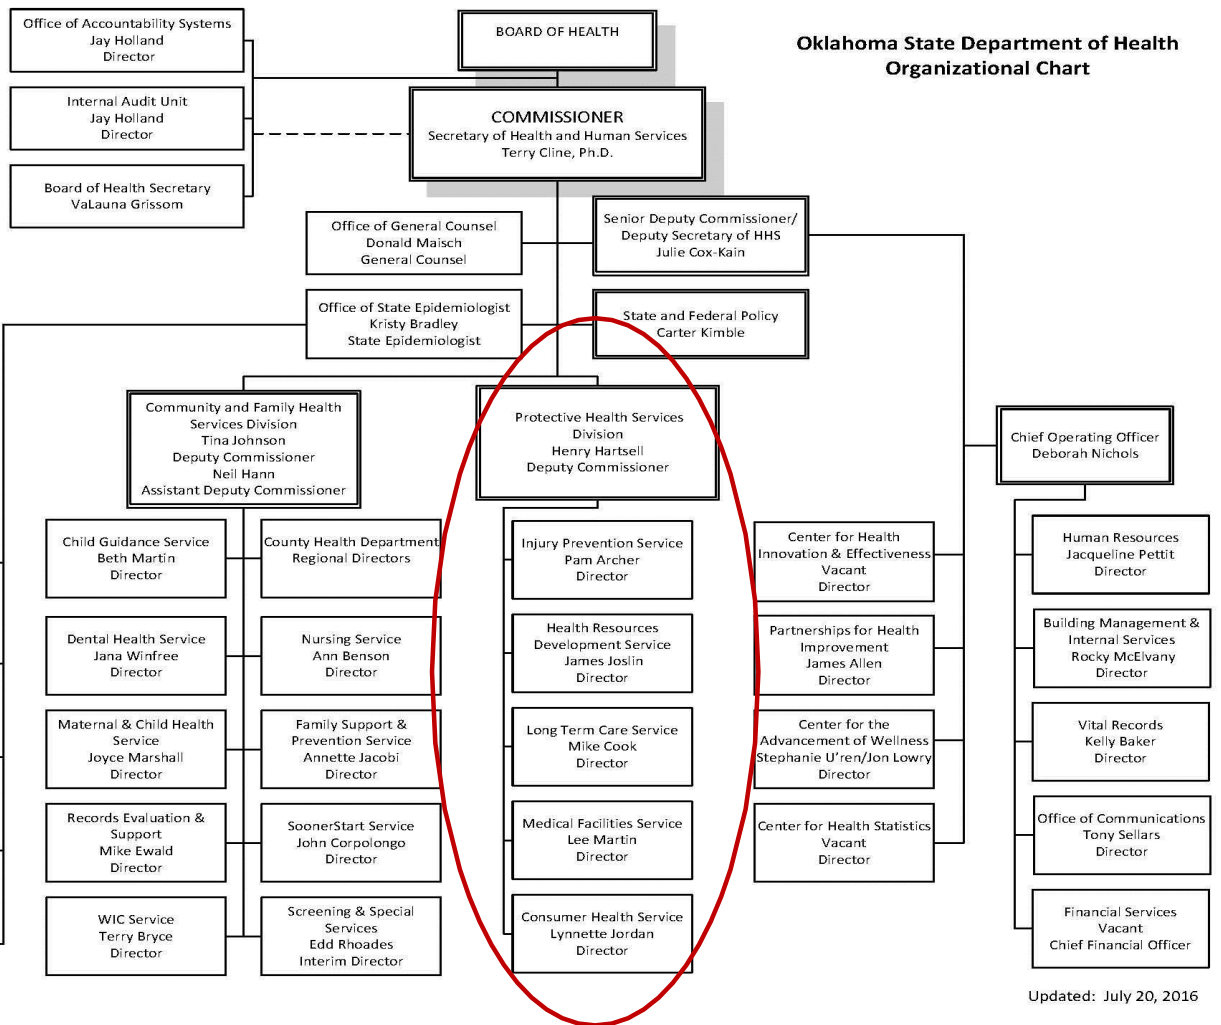 Office of Accountability Systems
Jay Holland
Director
Internal Audit Unit
Jay Holland
Director
Board of Health Secretary
VaLauna Grissom
BOARD OF HEALTH
COMMISSIONER
Secretary of Health and Human Services
Terry Cline, Ph.D.
Oklahoma State Department of Health
Organizational Chart
Office of General Counsel
Donald Maisch
General Counsel
Senior Deputy Commissioner/
Deputy Secretary of HHS
Julie Cox-Kain
Office of State Epidemiologist
Kristy Bradley
State Epidemiologist
State and Federal Policy
Carter Kimble
Community and Family Health
Services Division
Tina Johnson
Deputy Commissioner
Neil Hann
Assistant Deputy Commissioner
Protective Health Services
Division
Henry Hartsell
Deputy Commissioner
Chief Operating Officer
Deborah Nichols
Child Guidance Service
Beth Martin
Director
Dental Health Service
Jana Winfree
Director
Maternal & Child Health
Service
Joyce Marshall
Director
Records Evaluation &
Support
Mike Ewald
Director
WIC Service
Terry Bryce
Director
County Health Department
Regional Directors
Nursing Service
Ann Benson
Director
Family Support &
Prevention Service
Annette Jacobi
Director
SoonerStart Service
John Corpolongo
Director
Screening & Special
Services
Edd Rhoades
Interim Director
Injury Prevention Service
Pam Archer
Director
Health Resources
Development Service
James Joslin
Director
Long Term Care Service
Mike Cook
Director
Medical Facilities Service
Lee Martin
Director
Consumer Health Service
Lynnette Jordan
Director
Center for Health
Innovation & Effectiveness
Vacant
Director
Partnerships for Health
Improvement
James Allen
Director
Center for the
Advancement of Wellness
Stephanie U'ren/Jon Lowry
Director
Center for Health Statistics
Vacant
Director
Human Resources
Jacqueline Pettit
Director
Building Management &
Internal Services
Rocky McElvany
Director
Vital Records
Kelly Baker
Director
Office of Communications
Tony Sellars
Director
Financial Services
Vacant
Chief Financial Officer
Updated:  July 20, 2016